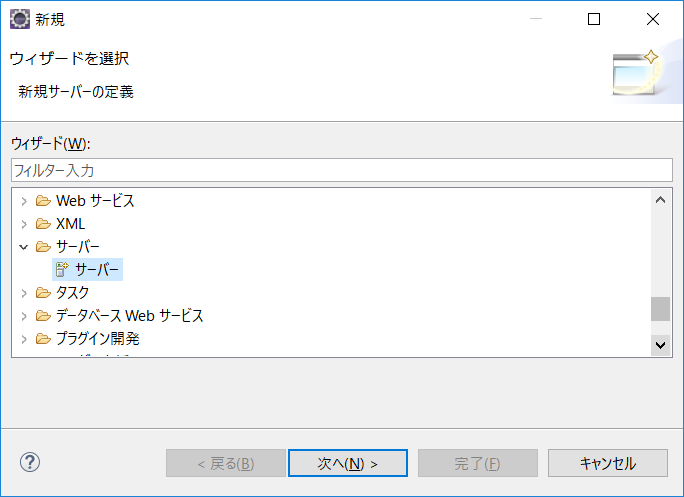 新規
ウィザードを選択
新規サーバーの定義
ウィザード(W):
フィルター入力
Web サービス
XML
サーバー
サーバー
タスク
データベース Web サービス
プラグイン開発
< 戻る(B)
次へ(N) >
完了(F)
キャンセル